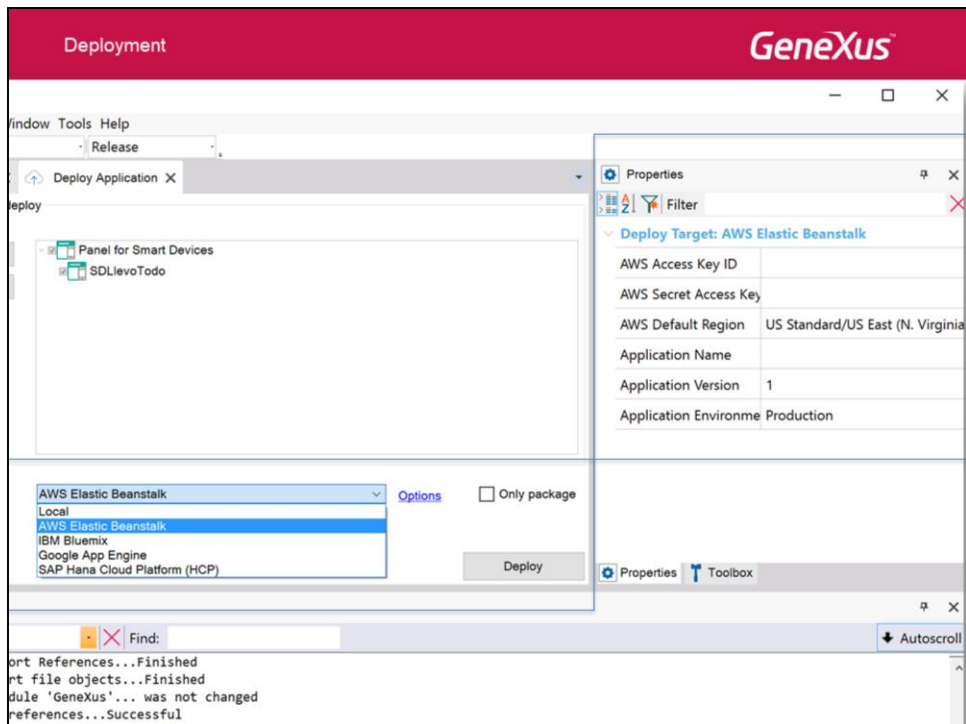 Deployment
GeneXus™
Window Tools Help
Release
Deploy Application
Properties
deploy
Filter
Panel for Smart Devices
SDLlevoTodo
Deploy Target: AWS Elastic Beanstalk
AWS Access Key ID
AWS Secret Access Key
AWS Default Region US Standard/US East (N. Virginia
Application Name
Application Version 1
Application Environme Production
AWS Elastic Beanstalk
Options
Only package
Local
AWS Elastic Beanstalk
IBM Bluemix
Google App Engine
SAP Hana Cloud Platform (HCP)
Deploy
Properties Toolbox
Find:
Autoscroll
ort References...Finished
rt file objects...Finished
dule 'GeneXus'... was not changed
references...Successful